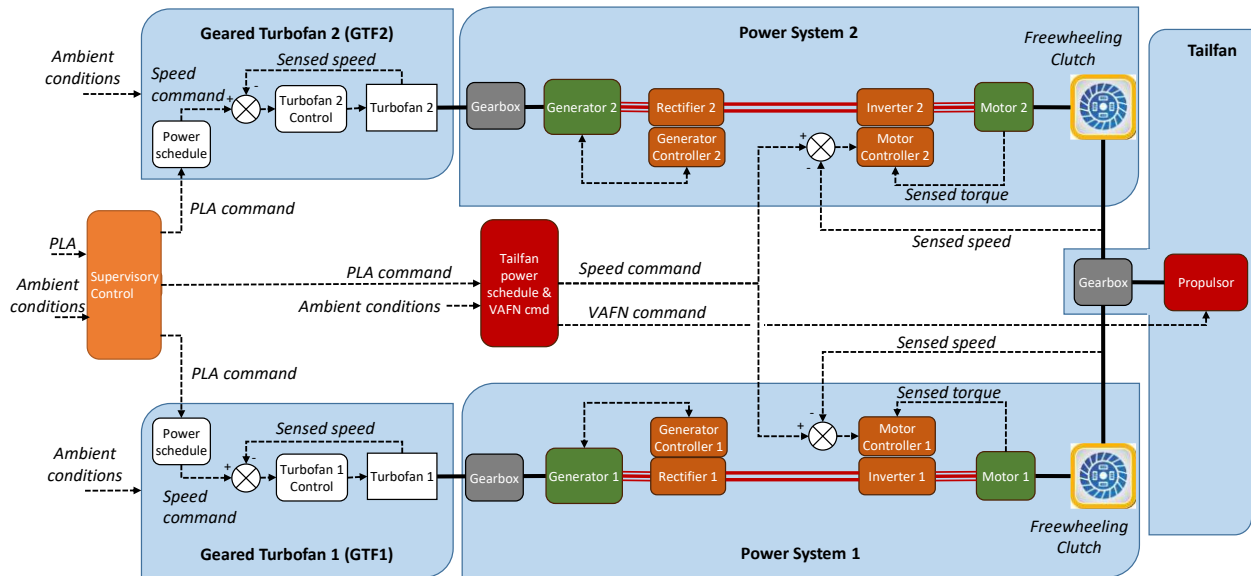 Geared Turbofan 2 (GTF2)
Power System 2
Freewheeling
Clutch
Tailfan
Ambient
conditions
Speed
command
Sensed speed
+
-
Turbofan 2
Control
Turbofan 2
Power
schedule
Gearbox
Generator 2
Rectifier 2
Generator
Controller 2
Inverter 2
Motor
Controller 2
Motor 2
+
-
Sensed torque
Sensed speed
PLA command
PLA
Ambient
conditions
Supervisory
Control
PLA command
Ambient conditions
Tailfan
power
schedule &
VAFN cmd
Speed command
VAFN command
Gearbox
Propulsor
Sensed speed
PLA command
Power
schedule
Ambient
conditions
Speed
command
Sensed speed
+
-
Turbofan 1
Control
Turbofan 1
Gearbox
Generator 1
Generator
Controller 1
Rectifier 1
-
+
Sensed torque
Motor
Controller 1
Inverter 1
Motor 1
Freewheeling
Clutch
Geared Turbofan 1 (GTF1)
Power System 1